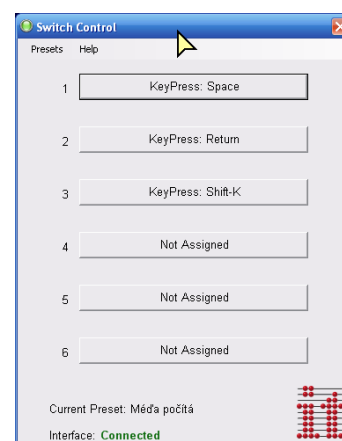 Switch Control
Presets Help
1 KeyPress: Space
2 KeyPress: Return
3 KeyPress: Shift-K
4 Not Assigned
5 Not Assigned
6 Not Assigned
Current Preset: Méďa počítá
Interface: Connected